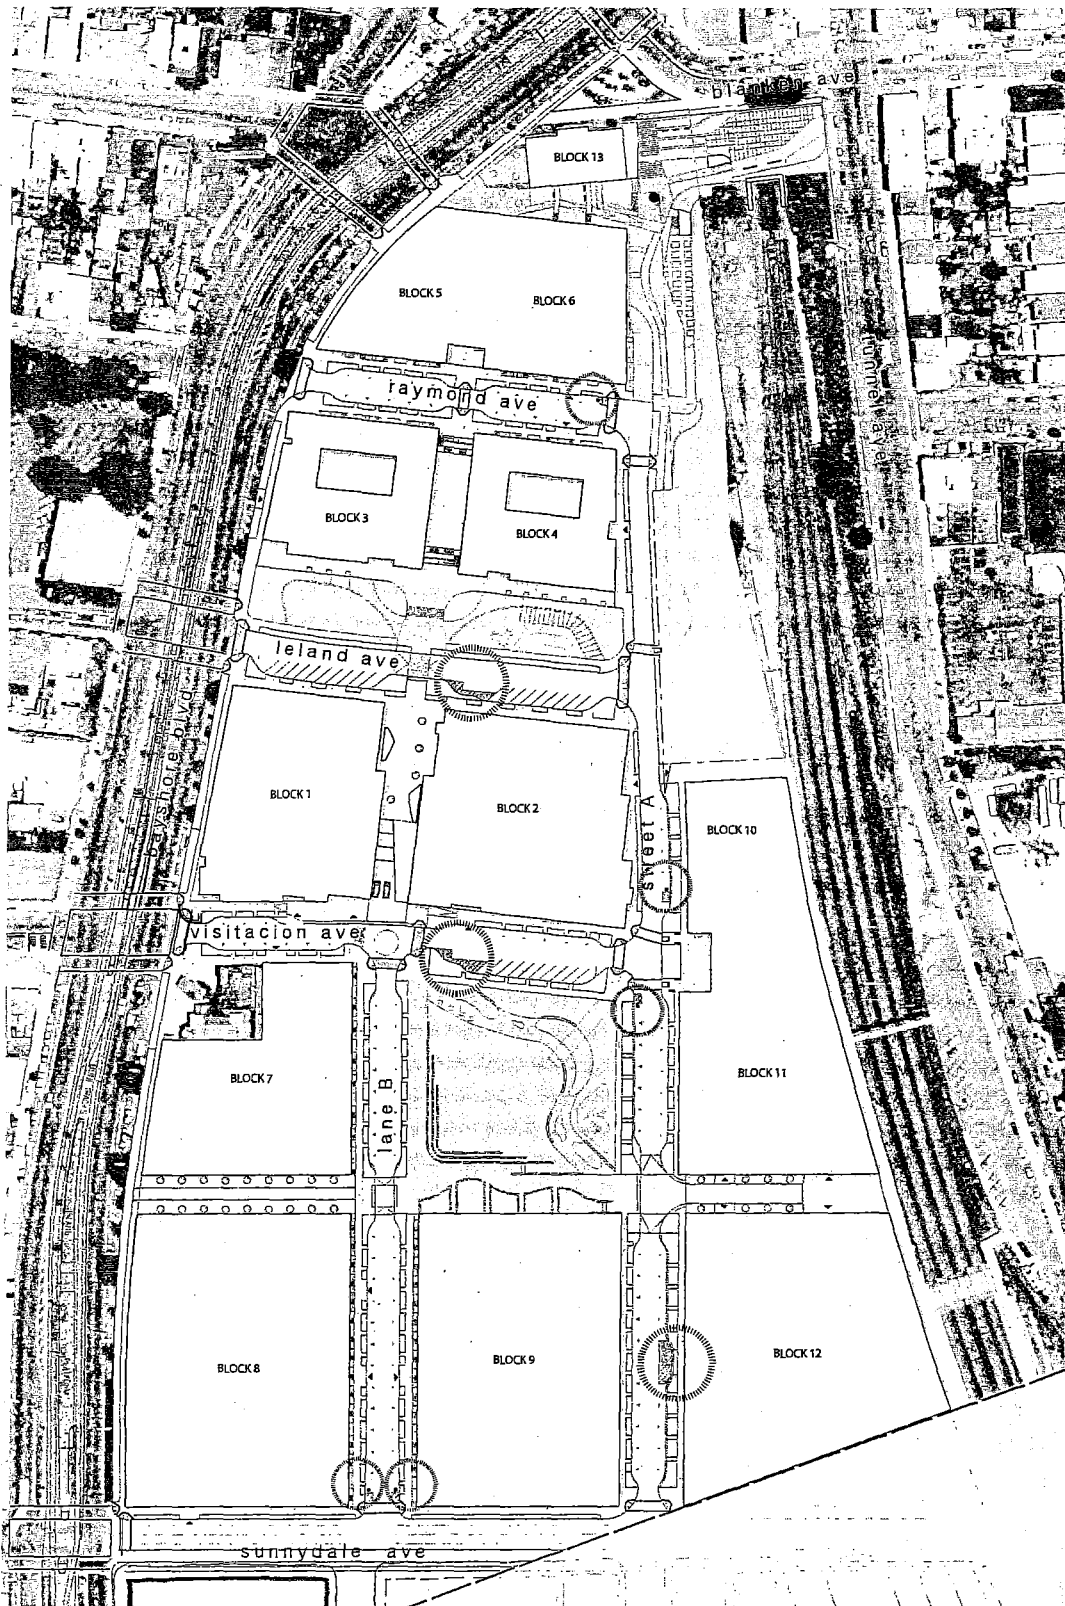 blanken ave
BLOCK 13
BLOCK 5
BLOCK 6
raymond ave
tunnel ave
BLOCK 3
BLOCK 4
leland ave
bayshore blvd
BLOCK 1
BLOCK 2
street A
BLOCK 10
visitacion ave
BLOCK 7
lane B
BLOCK 11
BLOCK 8
BLOCK 9
BLOCK 12
sunnydale ave